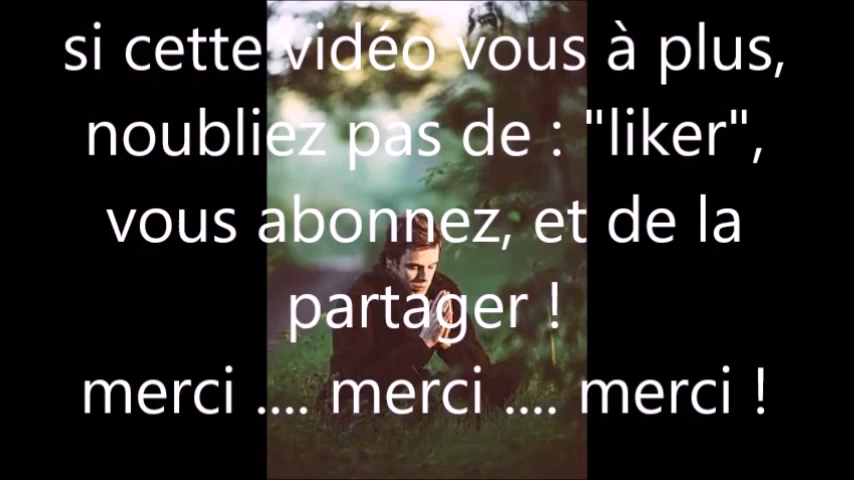 si cette vidéo vous à plus,
noubliez pas de : "liker",
vous abonnez, et de la
partager !
merci .... merci .... merci !